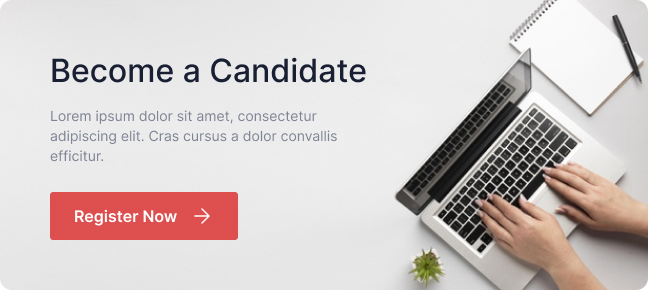 Become a Candidate
Lorem ipsum dolor sit amet, consectetur
adipiscing elit. Cras cursus a dolor convallis
efficitur.
Register Now